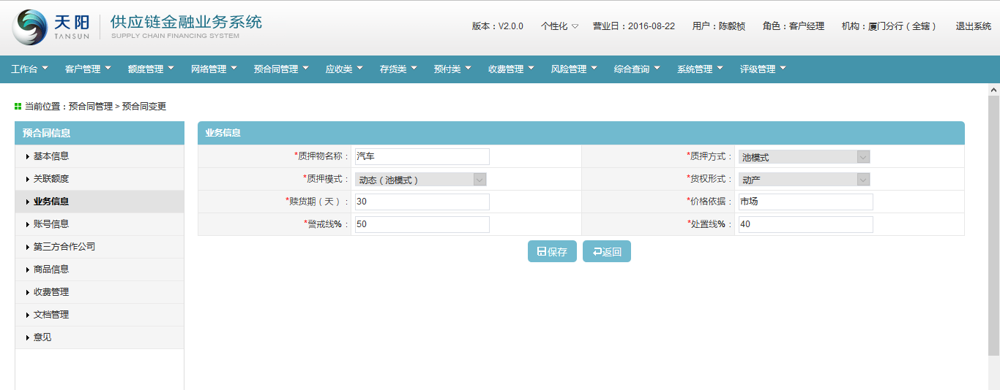 天阳 供应链金融业务系统
TANSUN SUPPLY CHAIN FINANCING SYSTEM
版本：V2.0.0 个性化 营业日：2016-08-22 用户：陈毅桢 角色：客户经理 机构：厦门分行（全辖） 退出系统
工作台 客户管理 额度管理 网络管理 预合同管理 应收类 存货类 预付类 收费管理 风险管理 综合查询 系统管理 评级管理
当前位置：预合同管理 > 预合同变更
预合同信息
基本信息
关联额度
业务信息
账号信息
第三方合作公司
商品信息
收费管理
文档管理
意见
业务信息
*质押物名称： 汽车 *质押方式： 池模式
*质押模式： 动态（池模式） *货权形式： 动产
*赎货期（天）： 30 *价格依据： 市场
*警戒线%： 50 *处置线%： 40
保存 返回